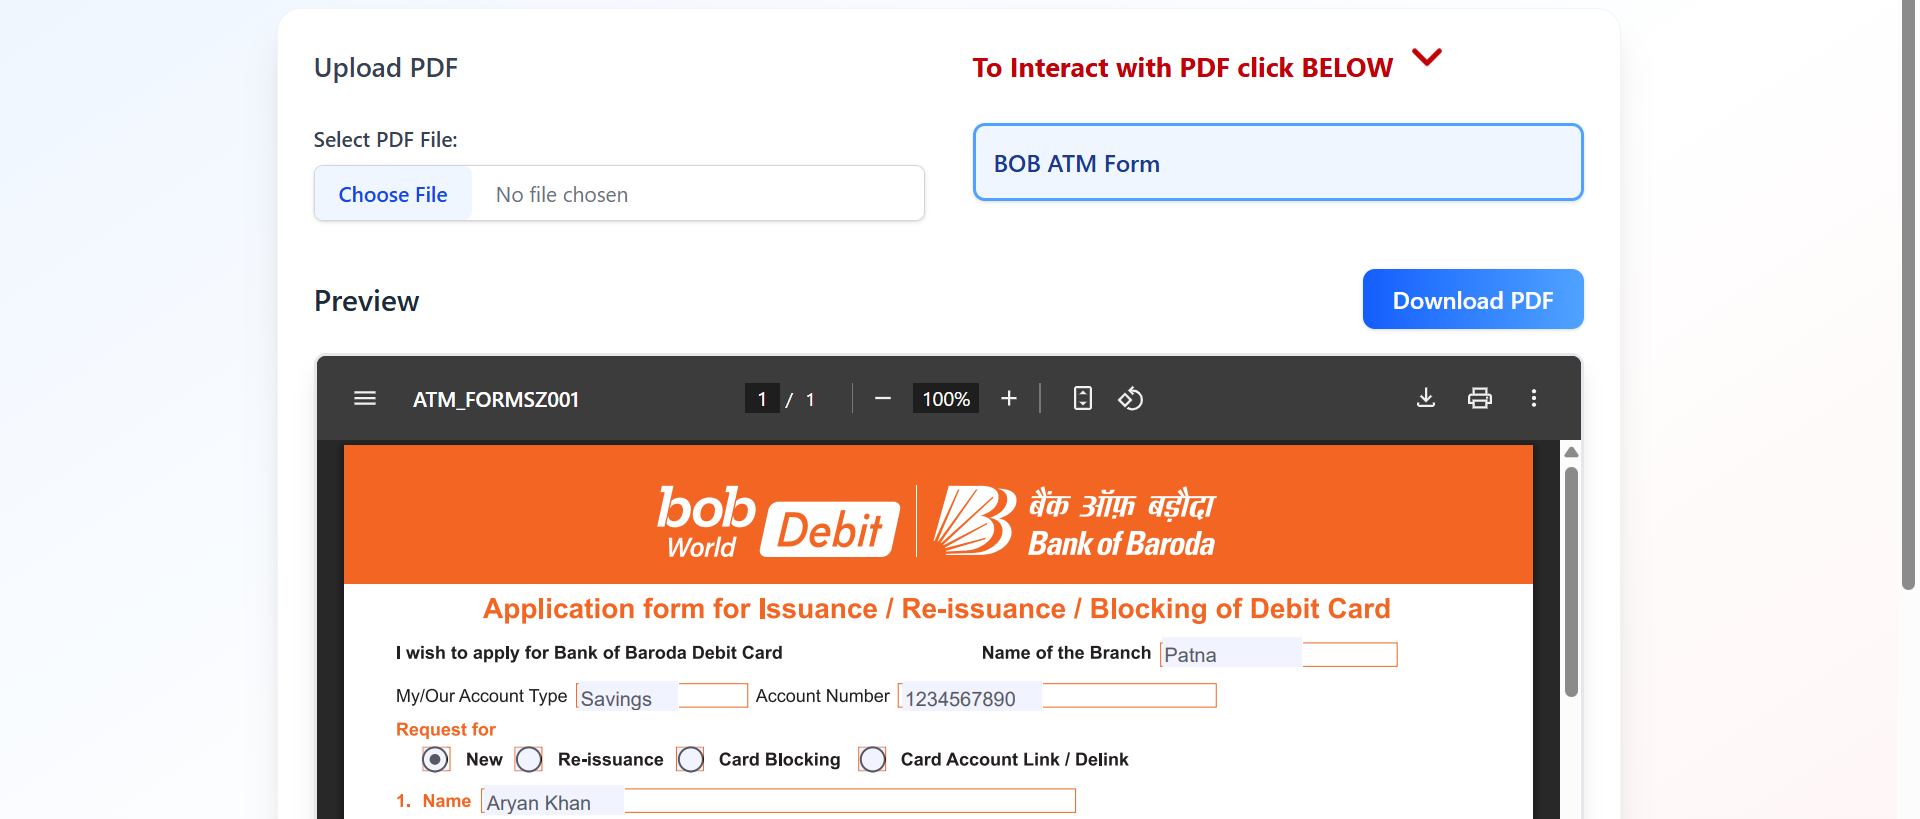 Upload PDF
To Interact with PDF click BELOW
Select PDF File:
Choose File No file chosen
BOB ATM Form
Preview
Download PDF
ATM_FORMSZ001 1 / 1 100%
bob World Debit
बैंक ऑफ़ बड़ौदा
Bank of Baroda
Application form for Issuance / Re-issuance / Blocking of Debit Card
I wish to apply for Bank of Baroda Debit Card Name of the Branch Patna
My/Our Account Type Savings Account Number 1234567890
Request for
New Re-issuance Card Blocking Card Account Link / Delink
1. Name Aryan Khan